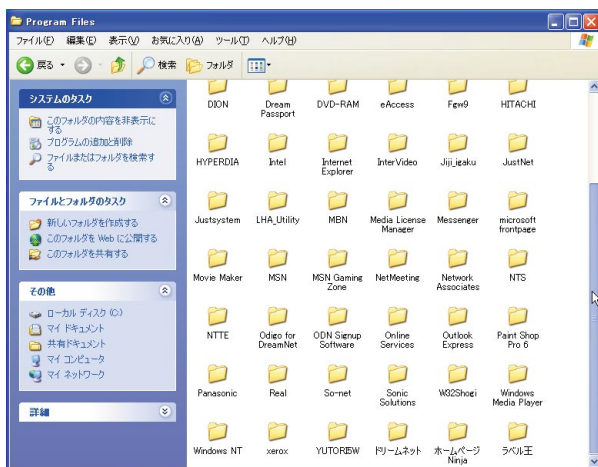 Program Files
ファイル(F) 編集(E) 表示(V) お気に入り(A) ツール(T) ヘルプ(H)
戻る 検索 フォルダ
システムのタスク
このフォルダの内容を非表示に
する
プログラムの追加と削除
ファイルまたはフォルダを検索す
る
ファイルとフォルダのタスク
新しいフォルダを作成する
このフォルダを Web に公開する
このフォルダを共有する
その他
ローカル ディスク (C)
マイ ドキュメント
共有ドキュメント
マイ コンピュータ
マイ ネットワーク
詳細
DION Dream DVD-RAM eAccess Fgw9 HITACHI
Passport
HYPERDIA Intel Internet InterVideo Jiji_igaku JustNet
Explorer
Justsystem LHA_Utility MBN Media License Messenger microsoft
Manager frontpage
Movie Maker MSN MSN Gaming NetMeeting Network NTS
Zone Associates
NTTE Odigo for ODN Signup Online Outlook Paint Shop
DreamNet Software Services Express Pro 6
Panasonic Real So-net Sonic W32Shogi Windows
Solutions Media Player
Windows NT xerox YUTORI5W ドリームネット ホームページ ラベル王
Ninja